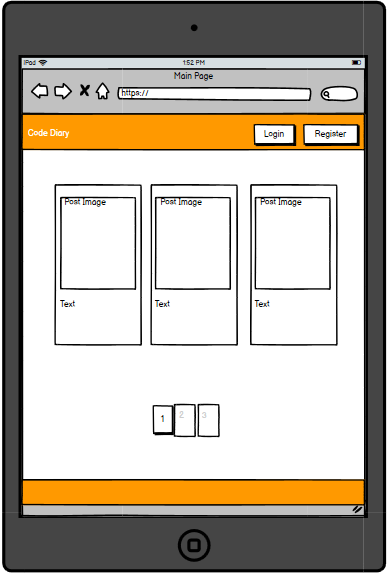 iPad 1:52 PM
Main Page
https://
Code Diary Login Register
Post Image Post Image Post Image
Text Text Text
1 2 3